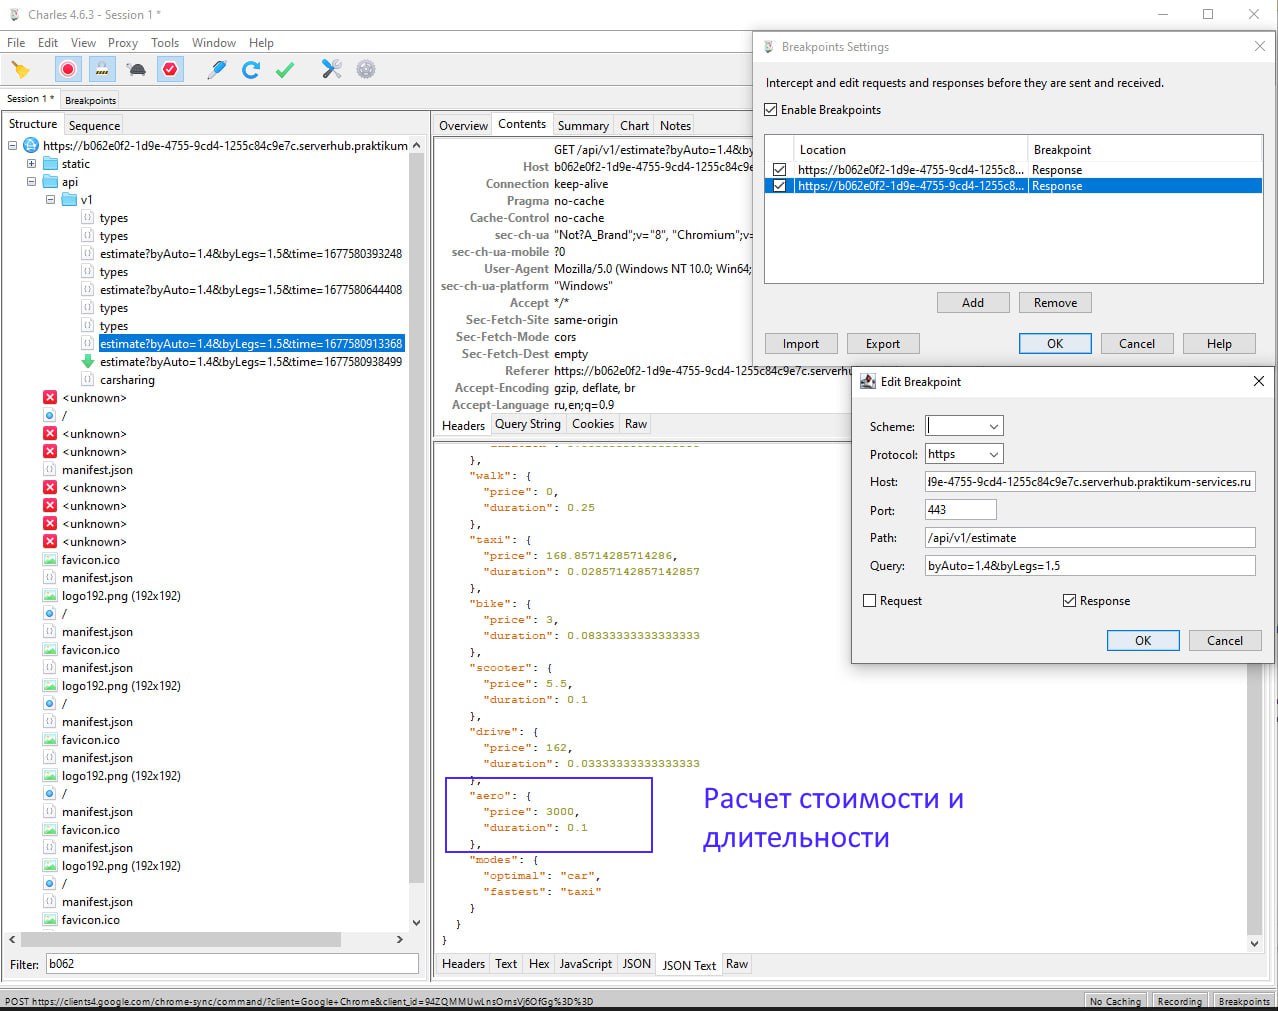 Charles 4.6.3 - Session 1 *
File Edit View Proxy Tools Window Help
Session 1 * Breakpoints
Structure Sequence
https://b062e0f2-1d9e-4755-9cd4-1255c84c9e7c.serverhub.praktikum
static
api
v1
types
types
estimate?byAuto=1.4&byLegs=1.5&time=1677580393248
types
estimate?byAuto=1.4&byLegs=1.5&time=1677580644408
types
types
estimate?byAuto=1.4&byLegs=1.5&time=1677580913368
estimate?byAuto=1.4&byLegs=1.5&time=1677580938499
carsharing
<unknown>
/
<unknown>
<unknown>
manifest.json
<unknown>
<unknown>
<unknown>
<unknown>
favicon.ico
manifest.json
logo192.png (192x192)
/
manifest.json
favicon.ico
manifest.json
logo192.png (192x192)
/
manifest.json
favicon.ico
manifest.json
logo192.png (192x192)
/
manifest.json
favicon.ico
manifest.json
logo192.png (192x192)
/
manifest.json
favicon.ico
Filter: b062
Overview Contents Summary Chart Notes
GET /api/v1/estimate?byAuto=1.4&
Host b062e0f2-1d9e-4755-9cd4-1255c84c9e
Connection keep-alive
Pragma no-cache
Cache-Control no-cache
sec-ch-ua "Not?A_Brand";v="8", "Chromium";v=
sec-ch-ua-mobile ?0
User-Agent Mozilla/5.0 (Windows NT 10.0; Win64;
sec-ch-ua-platform "Windows"
Accept */*
Sec-Fetch-Site same-origin
Sec-Fetch-Mode cors
Sec-Fetch-Dest empty
Referer https://b062e0f2-1d9e-4755-9cd4-1255c84c9e7c.serverhu
Accept-Encoding gzip, deflate, br
Accept-Language ru,en;q=0.9
Headers Query String Cookies Raw
},
"walk": {
"price": 0,
"duration": 0.25
},
"taxi": {
"price": 168.85714285714286,
"duration": 0.02857142857142857
},
"bike": {
"price": 3,
"duration": 0.08333333333333333
},
"scooter": {
"price": 5.5,
"duration": 0.1
},
"drive": {
"price": 162,
"duration": 0.03333333333333333
},
"aero": {
"price": 3000,
"duration": 0.1
},
"modes": {
"optimal": "car",
"fastest": "taxi"
}
}
}
Расчет стоимости и
длительности
Headers Text Hex JavaScript JSON JSON Text Raw
Breakpoints Settings
Intercept and edit requests and responses before they are sent and received.
Enable Breakpoints
Location Breakpoint
https://b062e0f2-1d9e-4755-9cd4-1255c8... Response
https://b062e0f2-1d9e-4755-9cd4-1255c8... Response
Add Remove
Import Export OK Cancel Help
Edit Breakpoint
Scheme:
Protocol: https
Host: f9e-4755-9cd4-1255c84c9e7c.serverhub.praktikum-services.ru
Port: 443
Path: /api/v1/estimate
Query: byAuto=1.4&byLegs=1.5
Request Response
OK Cancel
POST https://clients4.google.com/chrome-sync/command/?client=Google+Chrome&client_id=94ZQMMUwLnsOrnsVj6OfGg%3D%3D
No Caching Recording Breakpoints